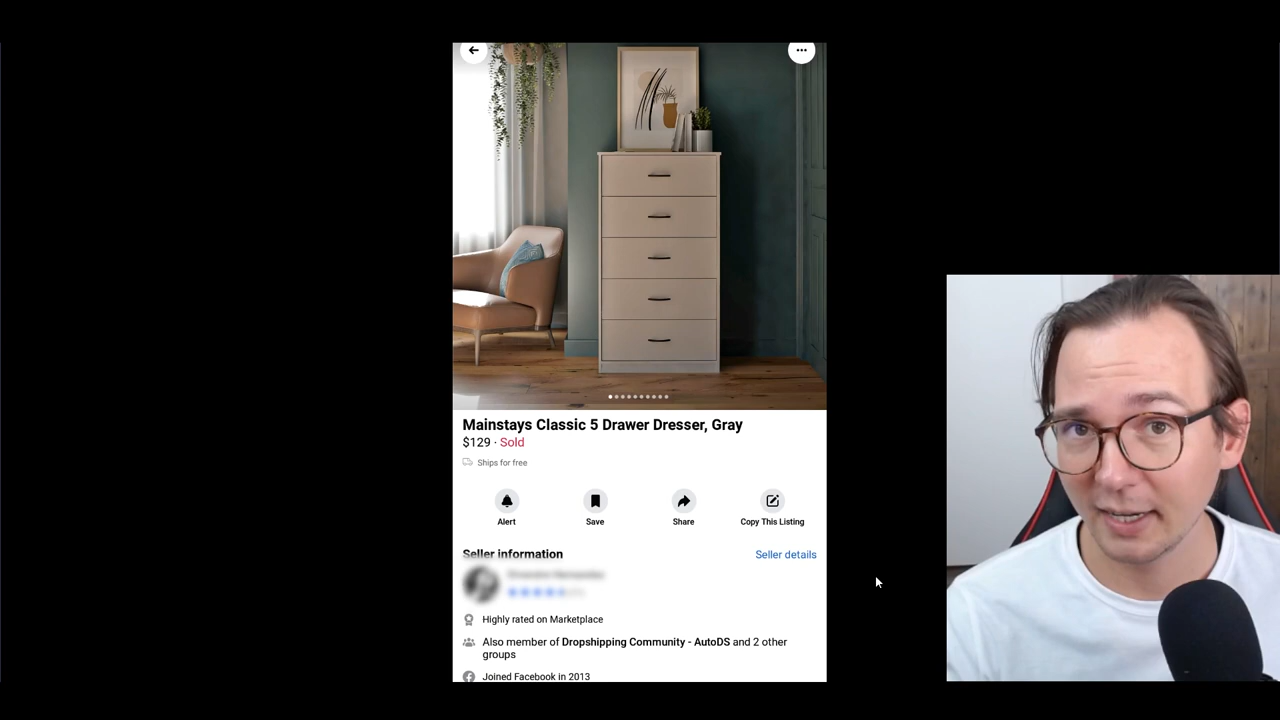 Mainstays Classic 5 Drawer Dresser, Gray
$129 · Sold
Ships for free
Alert Save Share Copy This Listing
Seller information Seller details
Highly rated on Marketplace
Also member of Dropshipping Community - AutoDS and 2 other
groups
Joined Facebook in 2013